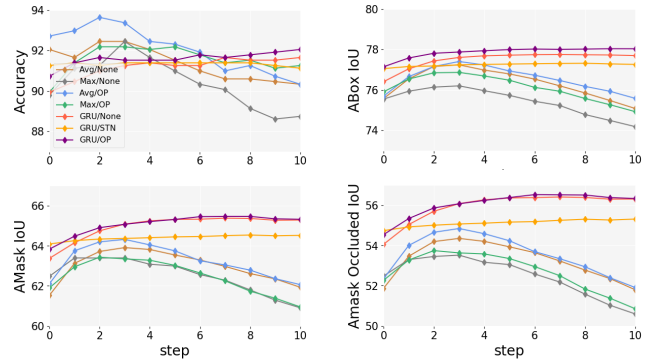 Accuracy
94
92
90
88
0 2 4 6 8 10
Avg/None
Max/None
Avg/OP
Max/OP
GRU/None
GRU/STN
GRU/OP
ABox IoU
80
78
76
74
0 2 4 6 8 10
AMask IoU
66
64
62
60
0 2 4 6 8 10
step
Amask Occluded IoU
56
54
52
50
0 2 4 6 8 10
step